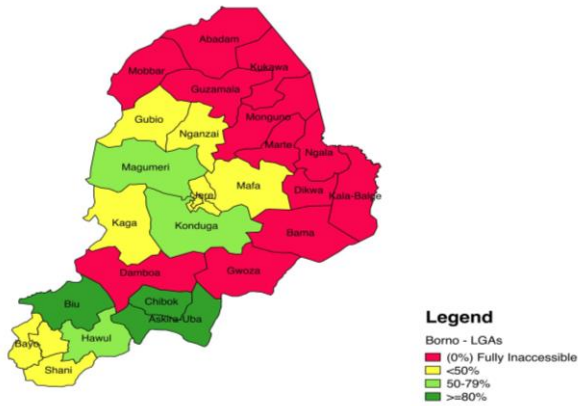 Abadam
Kukawa
Mobbar
Guzamala
Gubio
Nganzai
Monguno
Marte
Ngala
Magumeri
Jere
Mafa
Dikwa
Kala-Balge
Kaga
Konduga
Bama
Damboa
Gwoza
Biu
Chibok
Askira-Uba
Bayo
Hawul
Shani
Legend
Borno - LGAs
(0%) Fully Inaccessible
<50%
50-79%
>=80%